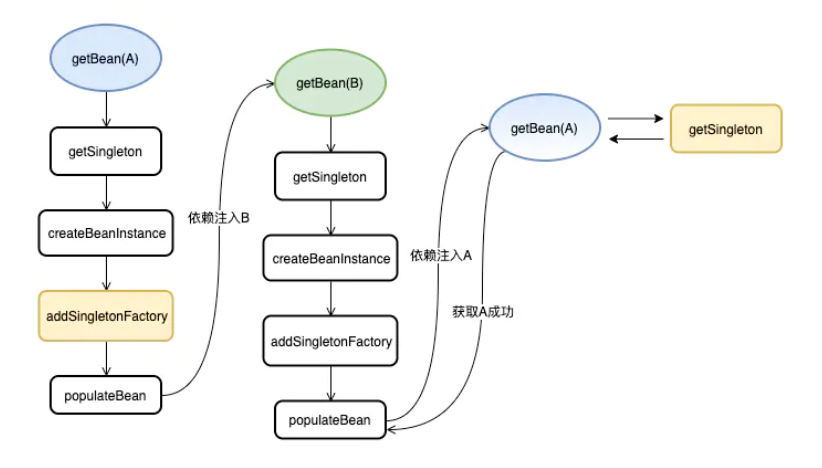 getBean(A)
getSingleton
createBeanInstance
addSingletonFactory
populateBean
依赖注入B
getBean(B)
getSingleton
createBeanInstance
addSingletonFactory
populateBean
依赖注入A
获取A成功
getBean(A)
getSingleton